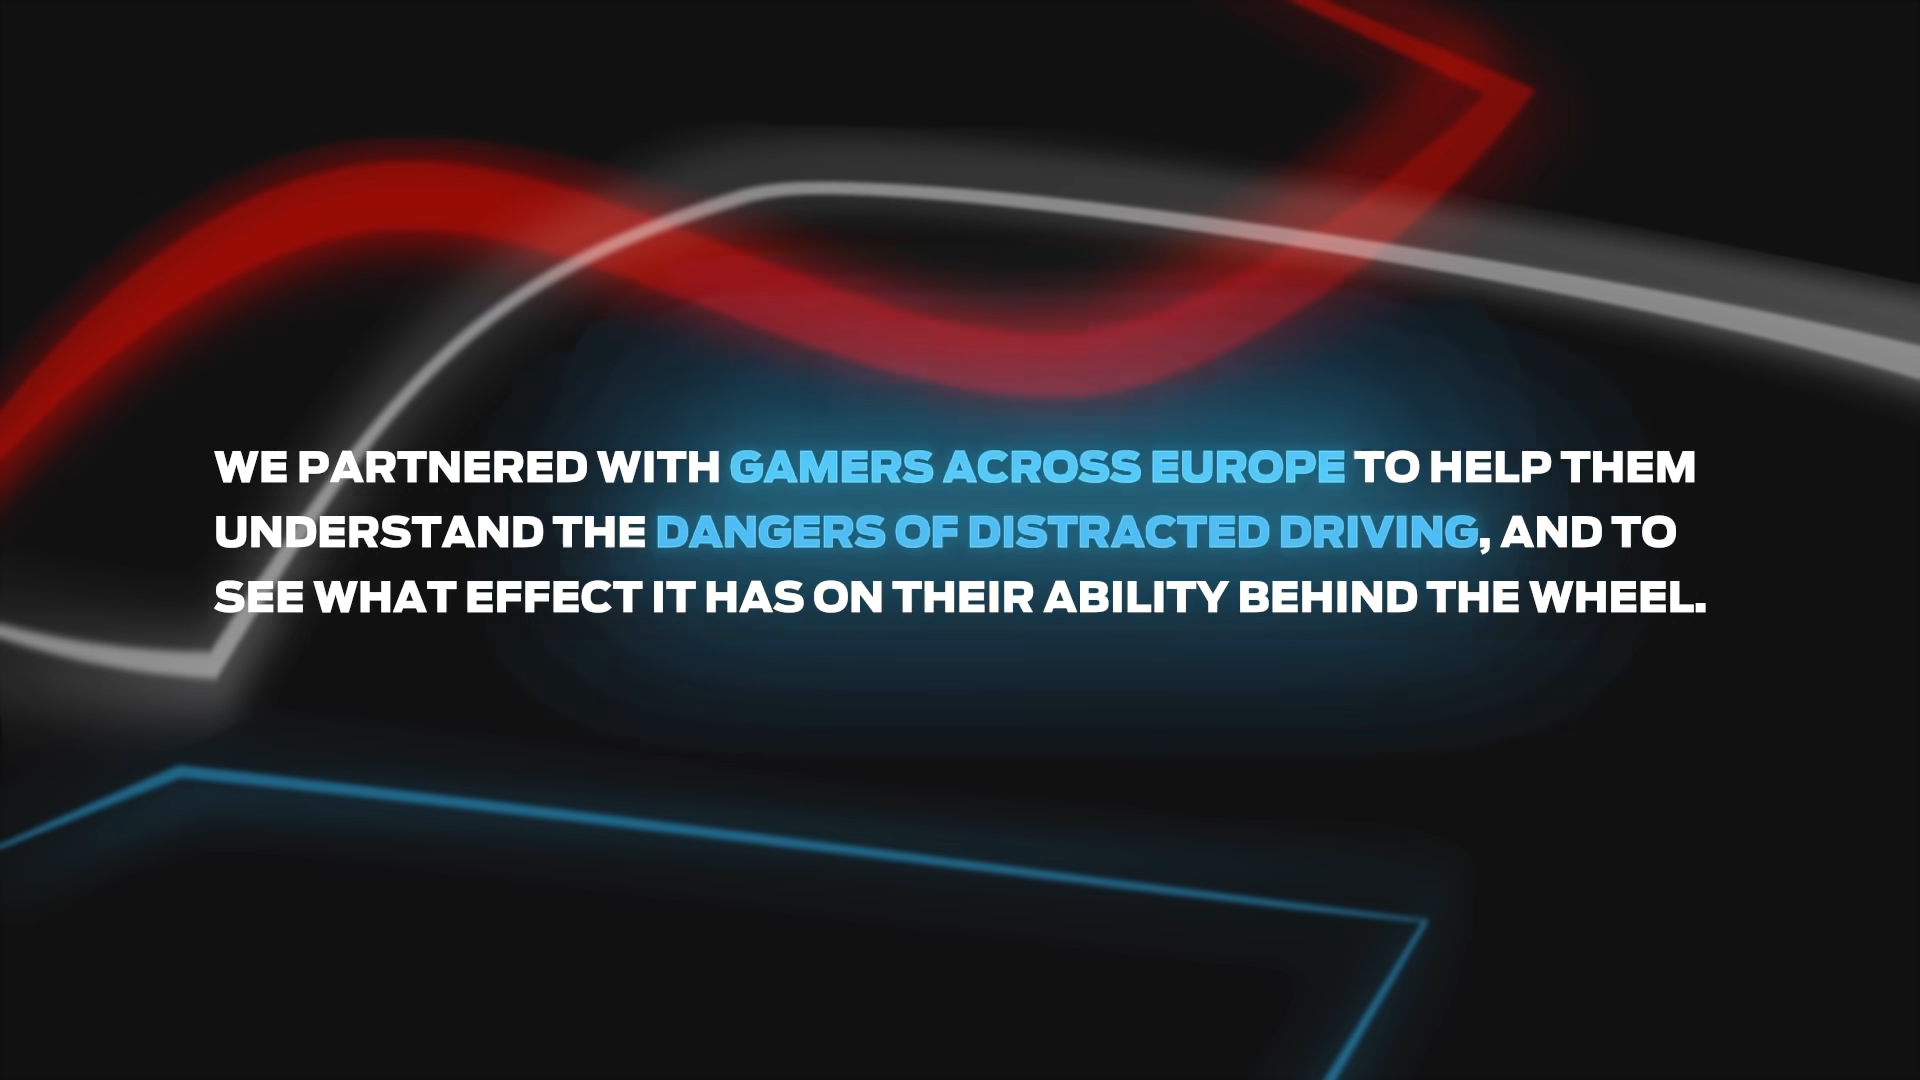 WE PARTNERED WITH GAMERS ACROSS EUROPE TO HELP THEM
UNDERSTAND THE DANGERS OF DISTRACTED DRIVING, AND TO
SEE WHAT EFFECT IT HAS ON THEIR ABILITY BEHIND THE WHEEL.